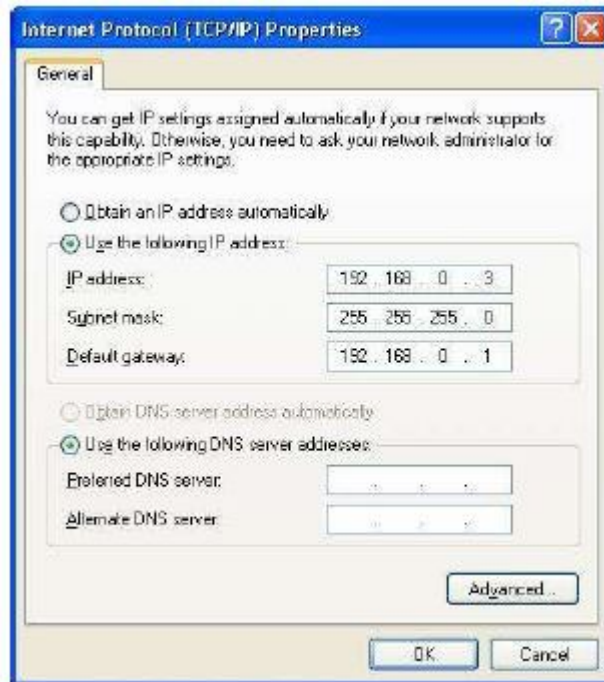 Internet Protocol (TCP/IP) Properties
General
You can get IP settings assigned automatically if your network supports
this capability. Otherwise, you need to ask your network administrator for
the appropriate IP settings.
Obtain an IP address automatically
Use the following IP address:
IP address: 192 . 168 . 0 . 3
Subnet mask: 255 . 255 . 255 . 0
Default gateway: 192 . 168 . 0 . 1
Obtain DNS server address automatically
Use the following DNS server addresses:
Preferred DNS server: . . .
Alternate DNS server: . . .
Advanced...
OK Cancel